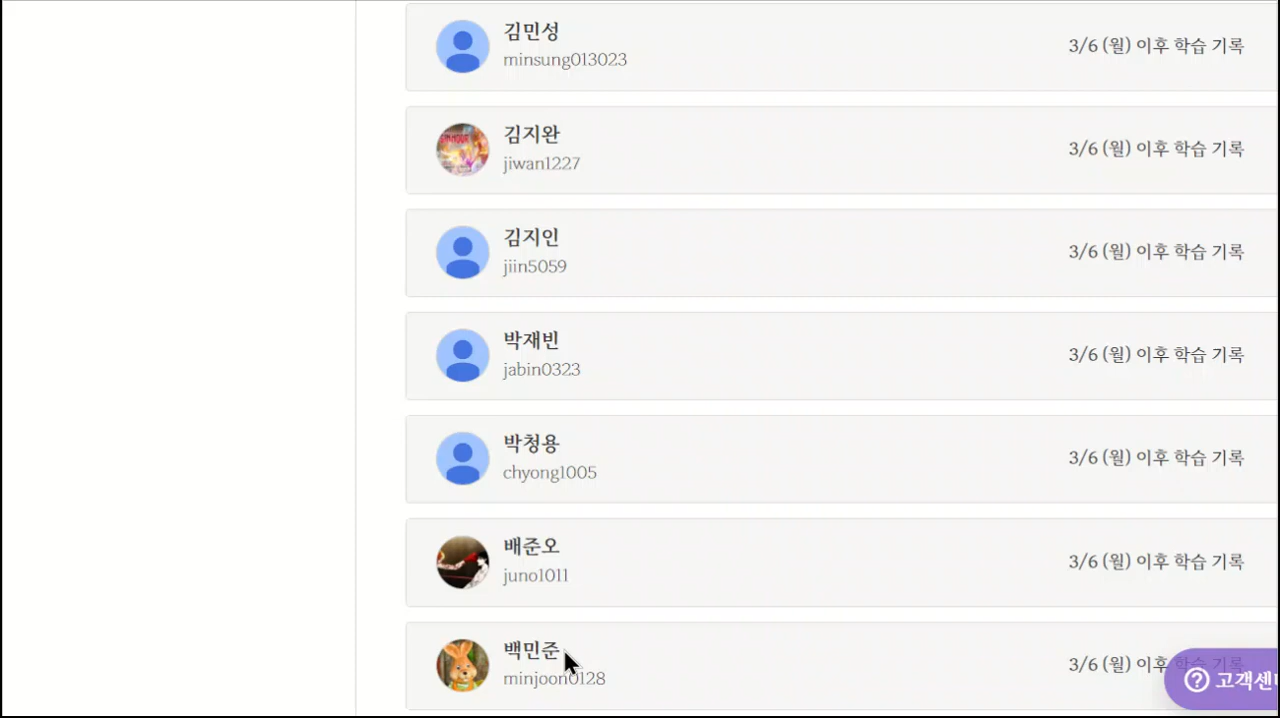 김민성
minsung013023
3/6 (월) 이후 학습 기록
김지완
jiwan1227
3/6 (월) 이후 학습 기록
김지인
jiin5059
3/6 (월) 이후 학습 기록
박재빈
jabin0323
3/6 (월) 이후 학습 기록
박청용
chyong1005
3/6 (월) 이후 학습 기록
배준오
juno1011
3/6 (월) 이후 학습 기록
백민준
minjoon0128
3/6 (월) 이후 학습 기록
고객센